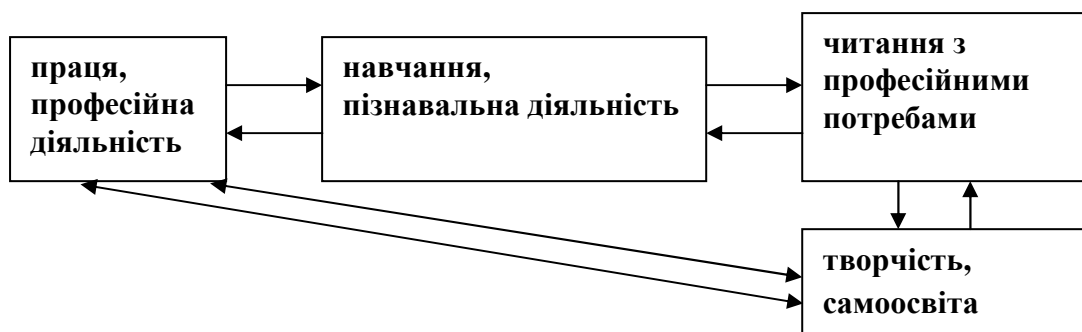 праця,
професійна
діяльність
навчання,
пізнавальна діяльність
читання з
професійними
потребами
творчість,
самоосвіта